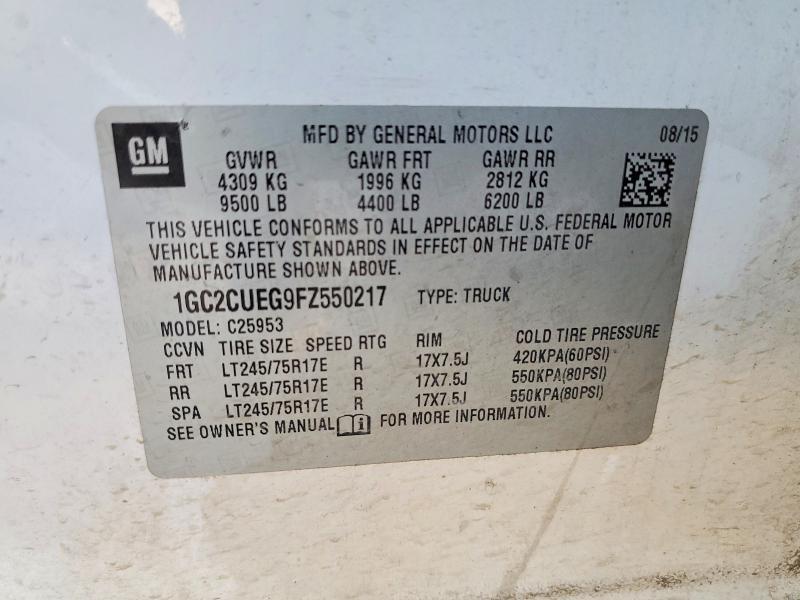 GM
MFD BY GENERAL MOTORS LLC 08/15
GVWR GAWR FRT GAWR RR
4309 KG 1996 KG 2812 KG
9500 LB 4400 LB 6200 LB
THIS VEHICLE CONFORMS TO ALL APPLICABLE U.S. FEDERAL MOTOR
VEHICLE SAFETY STANDARDS IN EFFECT ON THE DATE OF
MANUFACTURE SHOWN ABOVE.
1GC2CUEG9FZ550217 TYPE: TRUCK
MODEL: C25953
CCVN TIRE SIZE SPEED RTG RIM COLD TIRE PRESSURE
FRT LT245/75R17E R 17X7.5J 420KPA(60PSI)
RR LT245/75R17E R 17X7.5J 550KPA(80PSI)
SPA LT245/75R17E R 17X7.5J 550KPA(80PSI)
SEE OWNER'S MANUAL FOR MORE INFORMATION.